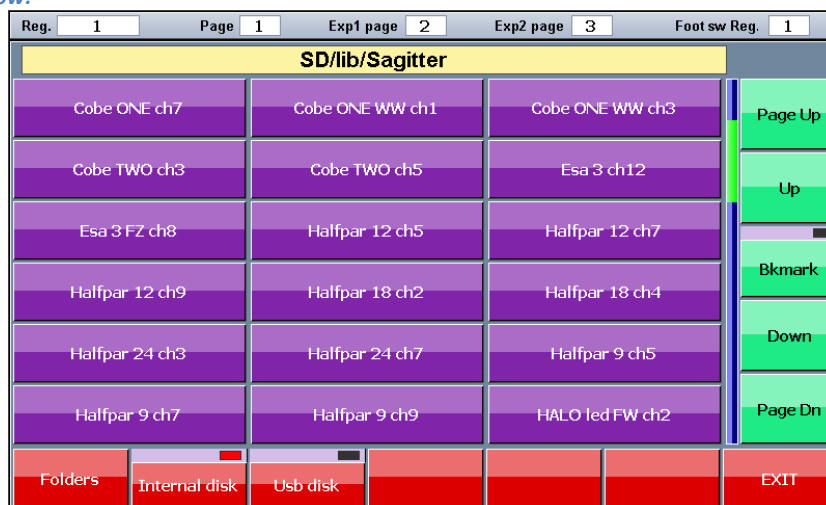 ow.
Reg. 1 Page 1 Exp1 page 2 Exp2 page 3 Foot sw Reg. 1
SD/lib/Sagitter
Cobe ONE ch7 Cobe ONE WW ch1 Cobe ONE WW ch3 Page Up
Cobe TWO ch3 Cobe TWO ch5 Esa 3 ch12 Up
Esa 3 FZ ch8 Halfpar 12 ch5 Halfpar 12 ch7
Halfpar 12 ch9 Halfpar 18 ch2 Halfpar 18 ch4 Bkmark
Halfpar 24 ch3 Halfpar 24 ch7 Halfpar 9 ch5 Down
Halfpar 9 ch7 Halfpar 9 ch9 HALO led FW ch2 Page Dn
Folders Internal disk Usb disk EXIT